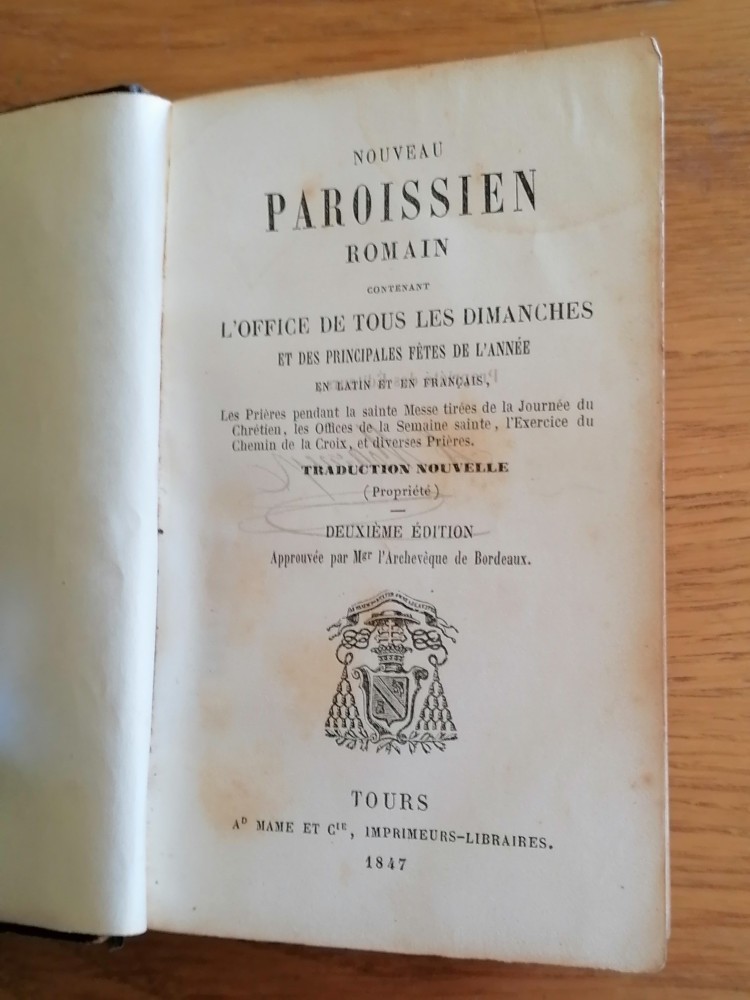 NOUVEAU
PAROISSIEN
ROMAIN
CONTENANT
L'OFFICE DE TOUS LES DIMANCHES
ET DES PRINCIPALES FÊTES DE L'ANNÉE
EN LATIN ET EN FRANÇAIS,
Les Prières pendant la sainte Messe tirées de la Journée du
Chrétien, les Offices de la Semaine sainte, l'Exercice du
Chemin de la Croix, et diverses Prières.
TRADUCTION NOUVELLE
(Propriété)
DEUXIÈME ÉDITION
Approuvée par Mgr l'Archevêque de Bordeaux.
TOURS
AD MAME ET CIE, IMPRIMEURS-LIBRAIRES.
1847